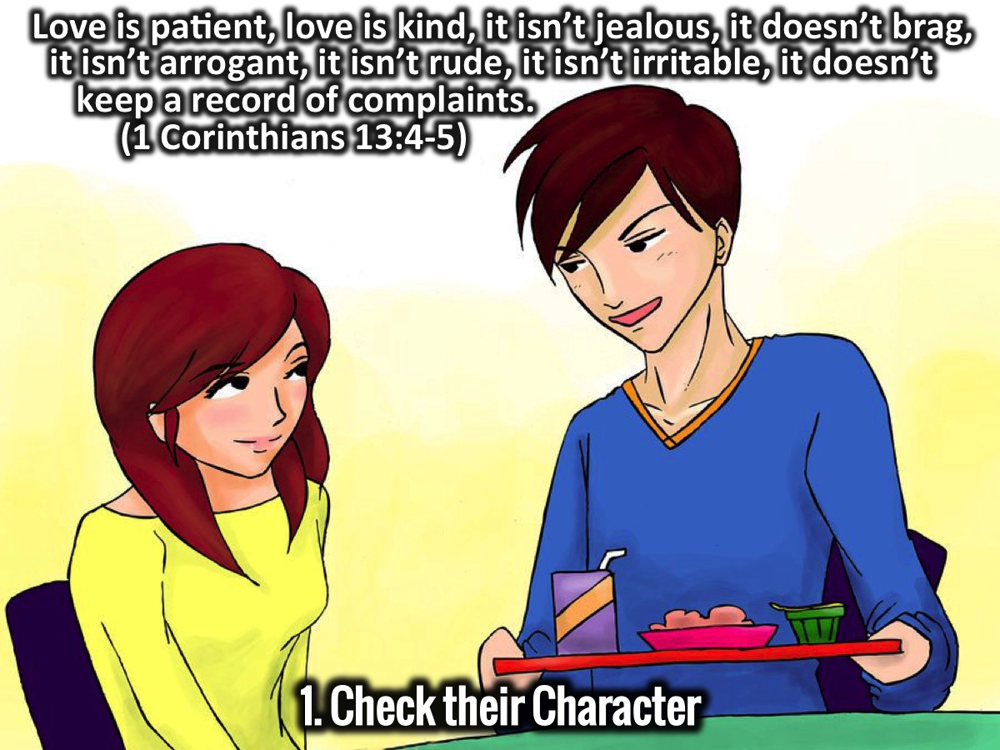 Love is patient, love is kind, it isn’t jealous, it doesn’t brag,
it isn’t arrogant, it isn’t rude, it isn’t irritable, it doesn’t
keep a record of complaints.
(1 Corinthians 13:4-5)
1. Check their Character